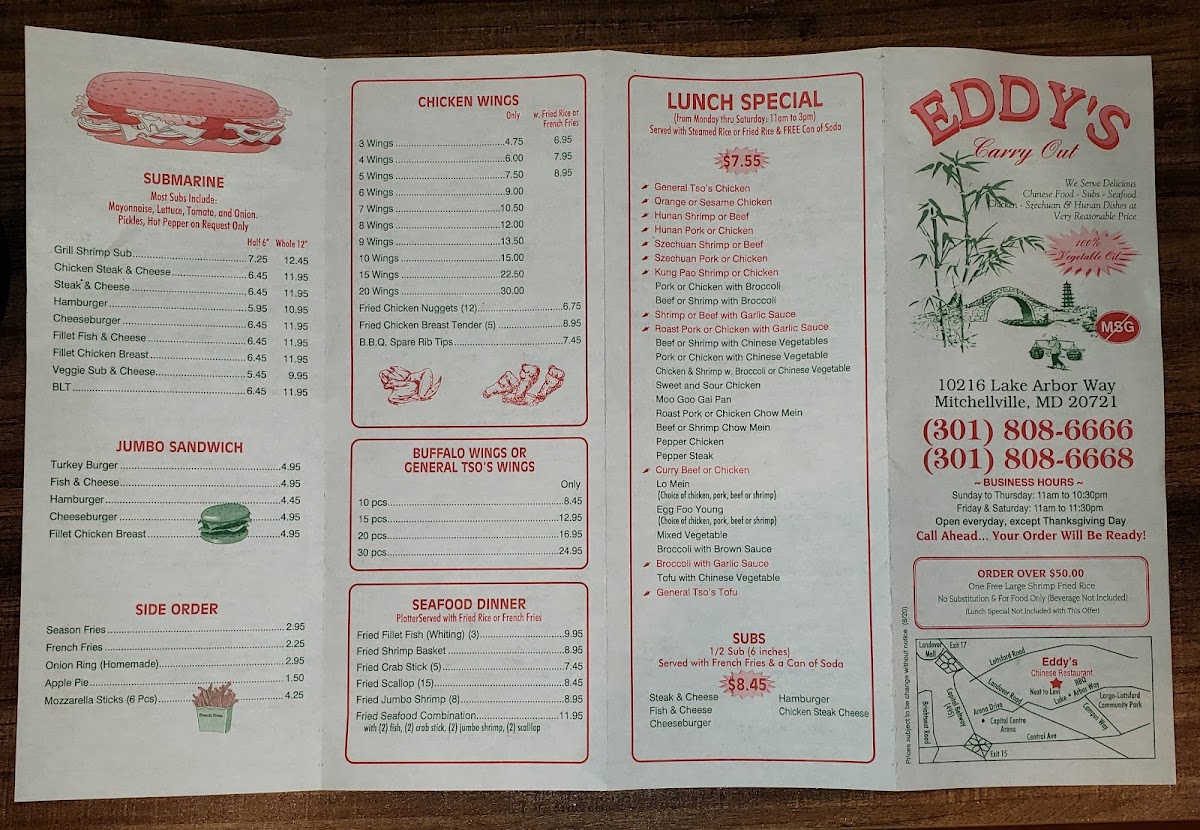 SUBMARINE
Most Subs Include:
Mayonnaise, Lettuce, Tomato, and Onion.
Pickles, Hot Pepper on Request Only
Half 6" Whole 12"
Grill Shrimp Sub 7.25 12.45
Chicken Steak & Cheese 6.45 11.95
Steak & Cheese 6.45 11.95
Hamburger 5.95 10.95
Cheeseburger 6.45 11.95
Fillet Fish & Cheese 6.45 11.95
Fillet Chicken Breast 6.45 11.95
Veggie Sub & Cheese 5.45 9.95
BLT 6.45 11.95
JUMBO SANDWICH
Turkey Burger 4.95
Fish & Cheese 4.95
Hamburger 4.45
Cheeseburger 4.95
Fillet Chicken Breast 4.95
SIDE ORDER
Season Fries 2.95
French Fries 2.25
Onion Ring (Homemade) 2.95
Apple Pie 1.50
Mozzarella Sticks (6 Pcs) 4.25
CHICKEN WINGS
Only w. Fried Rice or
French Fries
3 Wings 4.75 6.95
4 Wings 6.00 7.95
5 Wings 7.50 8.95
6 Wings 9.00
7 Wings 10.50
8 Wings 12.00
9 Wings 13.50
10 Wings 15.00
15 Wings 22.50
20 Wings 30.00
Fried Chicken Nuggets (12) 6.75
Fried Chicken Breast Tender (5) 8.95
B.B.Q. Spare Rib Tips 7.45
BUFFALO WINGS OR
GENERAL TSO'S WINGS
Only
10 pcs 8.45
15 pcs 12.95
20 pcs 16.95
30 pcs 24.95
SEAFOOD DINNER
PlatterServed with Fried Rice or French Fries
Fried Fillet Fish (Whiting) (3) 9.95
Fried Shrimp Basket 8.95
Fried Crab Stick (5) 7.45
Fried Scallop (15) 8.45
Fried Jumbo Shrimp (8) 8.95
Fried Seafood Combination 11.95
with (2) fish, (2) crab stick, (2) jumbo shrimp, (2) scalllop
LUNCH SPECIAL
(from Monday thru Saturday: 11am to 3pm)
Served with Steamed Rice or Fried Rice & FREE Can of Soda
$7.55
General Tso's Chicken
Orange or Sesame Chicken
Hunan Shrimp or Beef
Hunan Pork or Chicken
Szechuan Shrimp or Beef
Szechuan Pork or Chicken
Kung Pao Shrimp or Chicken
Pork or Chicken with Broccoli
Beef or Shrimp with Broccoli
Shrimp or Beef with Garlic Sauce
Roast Pork or Chicken with Garlic Sauce
Beef or Shrimp with Chinese Vegetables
Pork or Chicken with Chinese Vegetable
Chicken & Shrimp w. Broccoli or Chinese Vegetable
Sweet and Sour Chicken
Moo Goo Gai Pan
Roast Pork or Chicken Chow Mein
Beef or Shrimp Chow Mein
Pepper Chicken
Pepper Steak
Curry Beef or Chicken
Lo Mein
(Choice of chicken, pork, beef or shrimp)
Egg Foo Young
(Choice of chicken, pork, beef or shrimp)
Mixed Vegetable
Broccoli with Brown Sauce
Broccoli with Garlic Sauce
Tofu with Chinese Vegetable
General Tso's Tofu
SUBS
1/2 Sub (6 inches)
Served with French Fries & a Can of Soda
$8.45
Steak & Cheese
Fish & Cheese
Cheeseburger
Hamburger
Chicken Steak Cheese
EDDY'S
Carry Out
We Serve Delicious
Chinese Food - Subs - Seafood
Chicken - Szechuan & Hunan Dishes at
Very Reasonable Price
100%
Vegetable Oil
MSG
10216 Lake Arbor Way
Mitchellville, MD 20721
(301) 808-6666
(301) 808-6668
~ BUSINESS HOURS ~
Sunday to Thursday: 11am to 10:30pm
Friday & Saturday: 11am to 11:30pm
Open everyday, except Thanksgiving Day
Call Ahead... Your Order Will Be Ready!
ORDER OVER $50.00
One Free Large Shrimp Fried Rice
No Substitution & For Food Only (Beverage Not Included)
(Lunch Special Not Included with This Offer)
Prices subject to be change without notice (8/20)
Landover
Mall
Exit 17
Lottsford Road
Eddy's
Chinese Restaurant
Next to Levi BBQ
Lake Arbor Way
Landover Road
Largo-Lottsford
Community Park
Campus Way
Capital Beltway
(495)
Arena Drive
Capital Centre
Arena
Brightseat Road
Central Ave
Exit 15